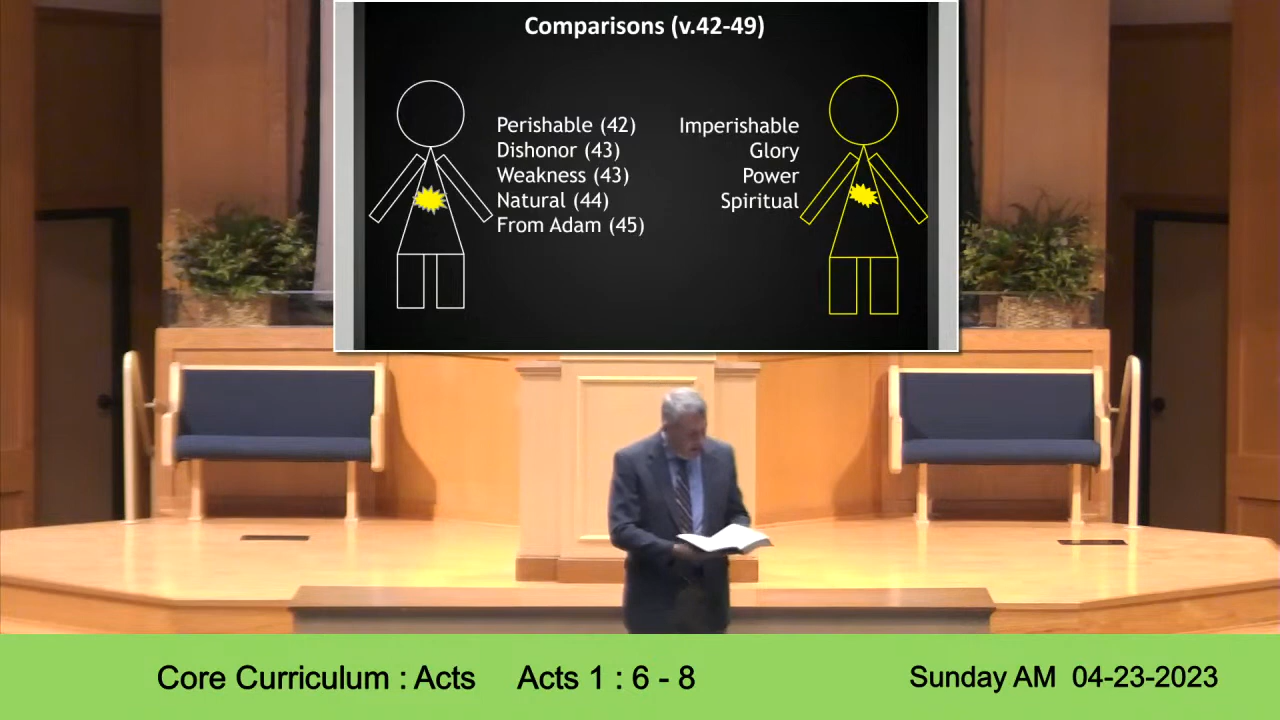 Comparisons (v.42-49)
Perishable (42)
Dishonor (43)
Weakness (43)
Natural (44)
From Adam (45)
Imperishable
Glory
Power
Spiritual
Core Curriculum : Acts Acts 1 : 6 - 8 Sunday AM 04-23-2023